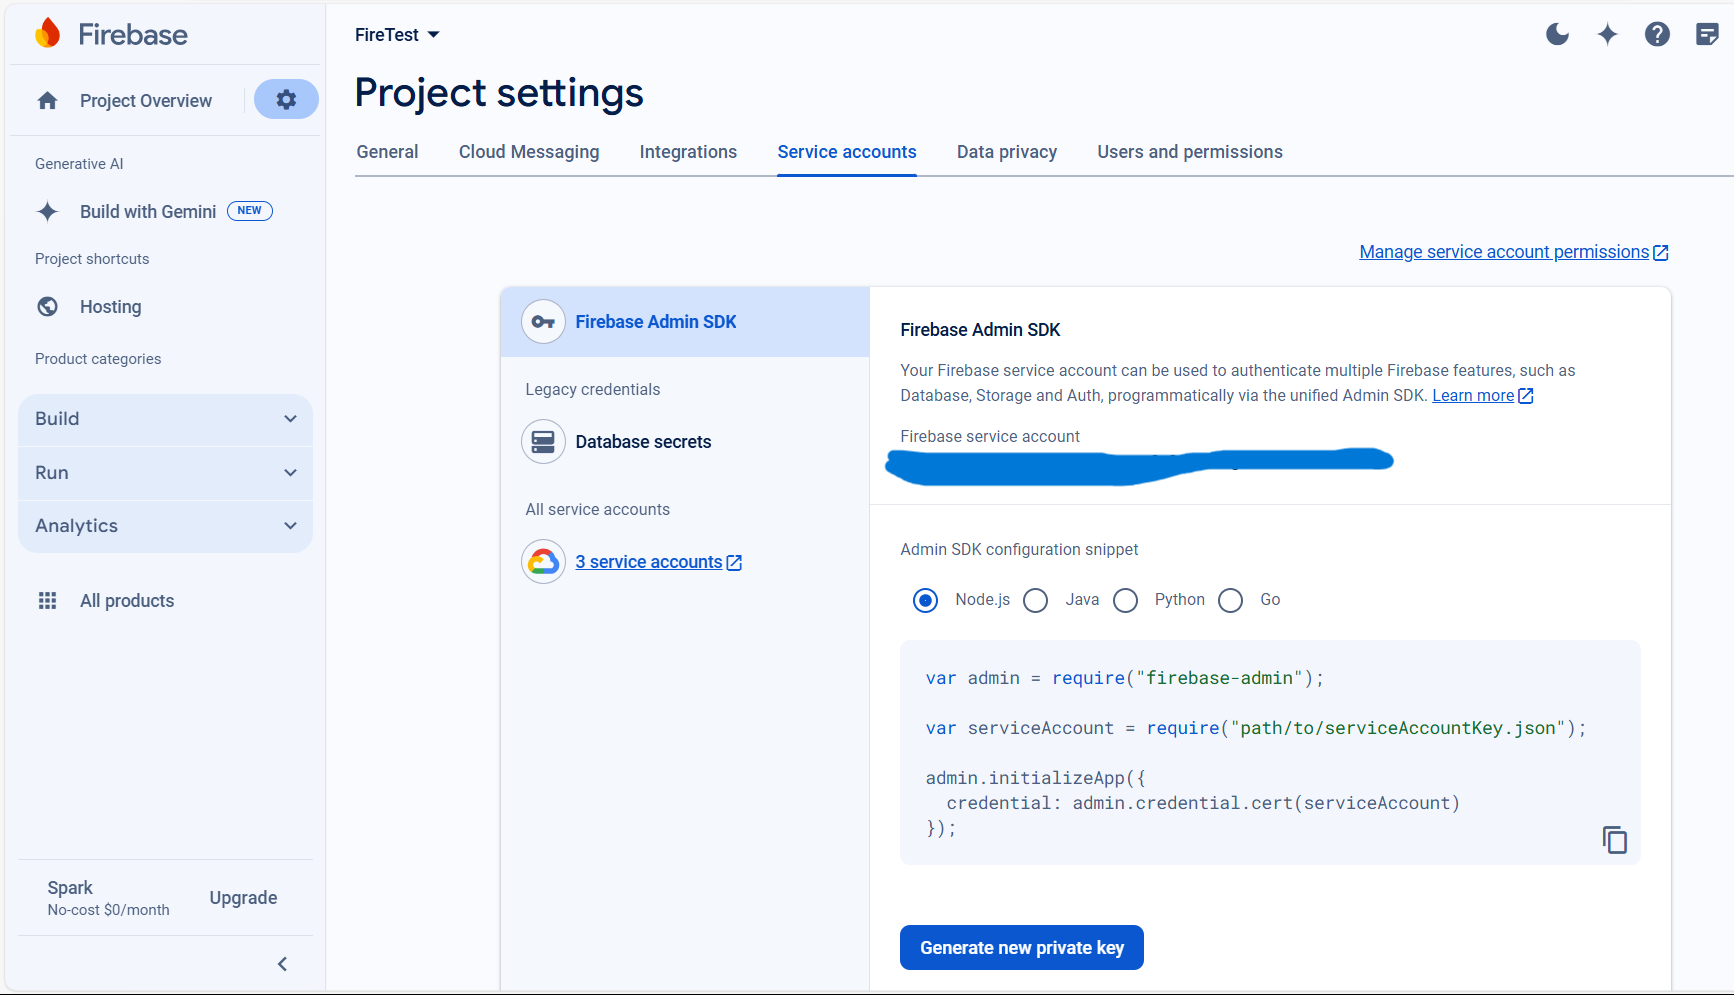 Firebase
FireTest
Project Overview
Project settings
General Cloud Messaging Integrations Service accounts Data privacy Users and permissions
Generative AI
Build with Gemini NEW
Project shortcuts
Hosting
Product categories
Build
Run
Analytics
All products
Spark
No-cost $0/month
Upgrade
Manage service account permissions
Firebase Admin SDK
Legacy credentials
Database secrets
All service accounts
3 service accounts
Firebase Admin SDK
Your Firebase service account can be used to authenticate multiple Firebase features, such as
Database, Storage and Auth, programmatically via the unified Admin SDK. Learn more
Firebase service account
Admin SDK configuration snippet
Node.js Java Python Go
var admin = require("firebase-admin");
var serviceAccount = require("path/to/serviceAccountKey.json");
admin.initializeApp({
  credential: admin.credential.cert(serviceAccount)
});
Generate new private key